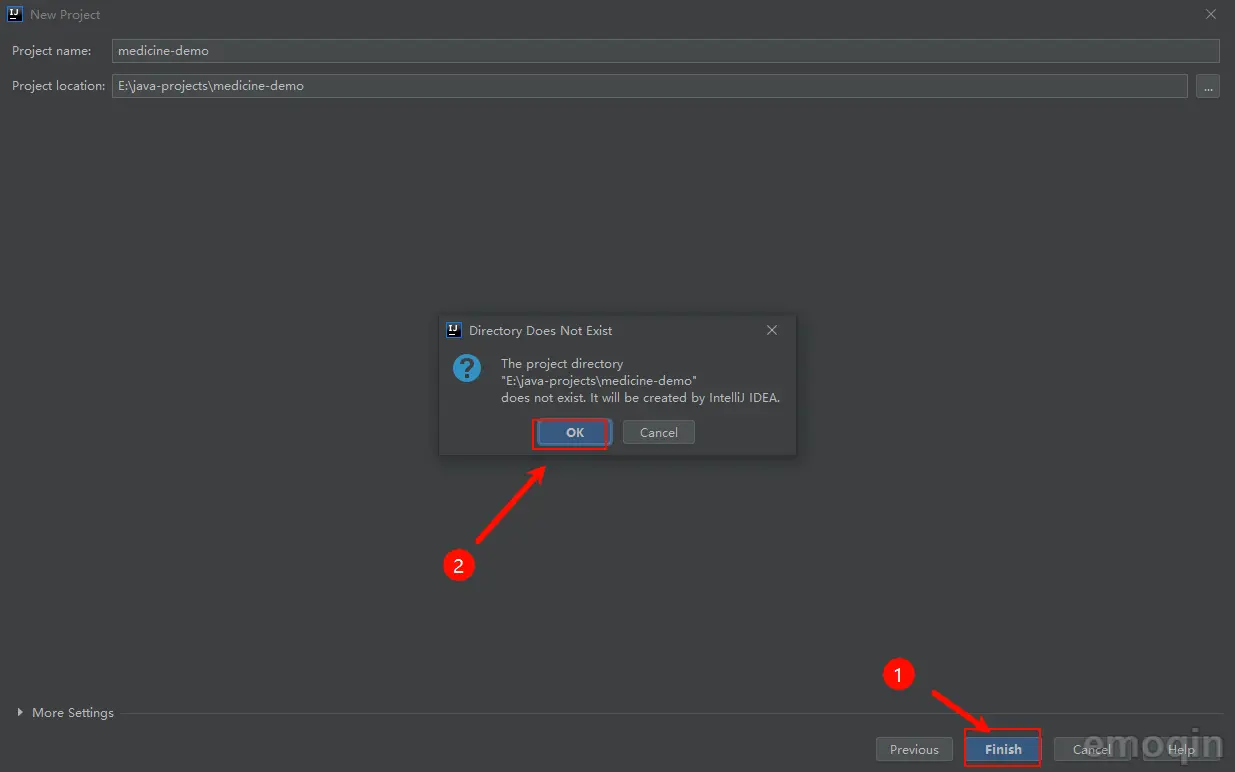 New Project
Project name: medicine-demo
Project location: E:\java-projects\medicine-demo ...
Directory Does Not Exist
?
The project directory
"E:\java-projects\medicine-demo"
does not exist. It will be created by IntelliJ IDEA.
OK Cancel
2
1
More Settings
Previous Finish Cancel Help
emoqin